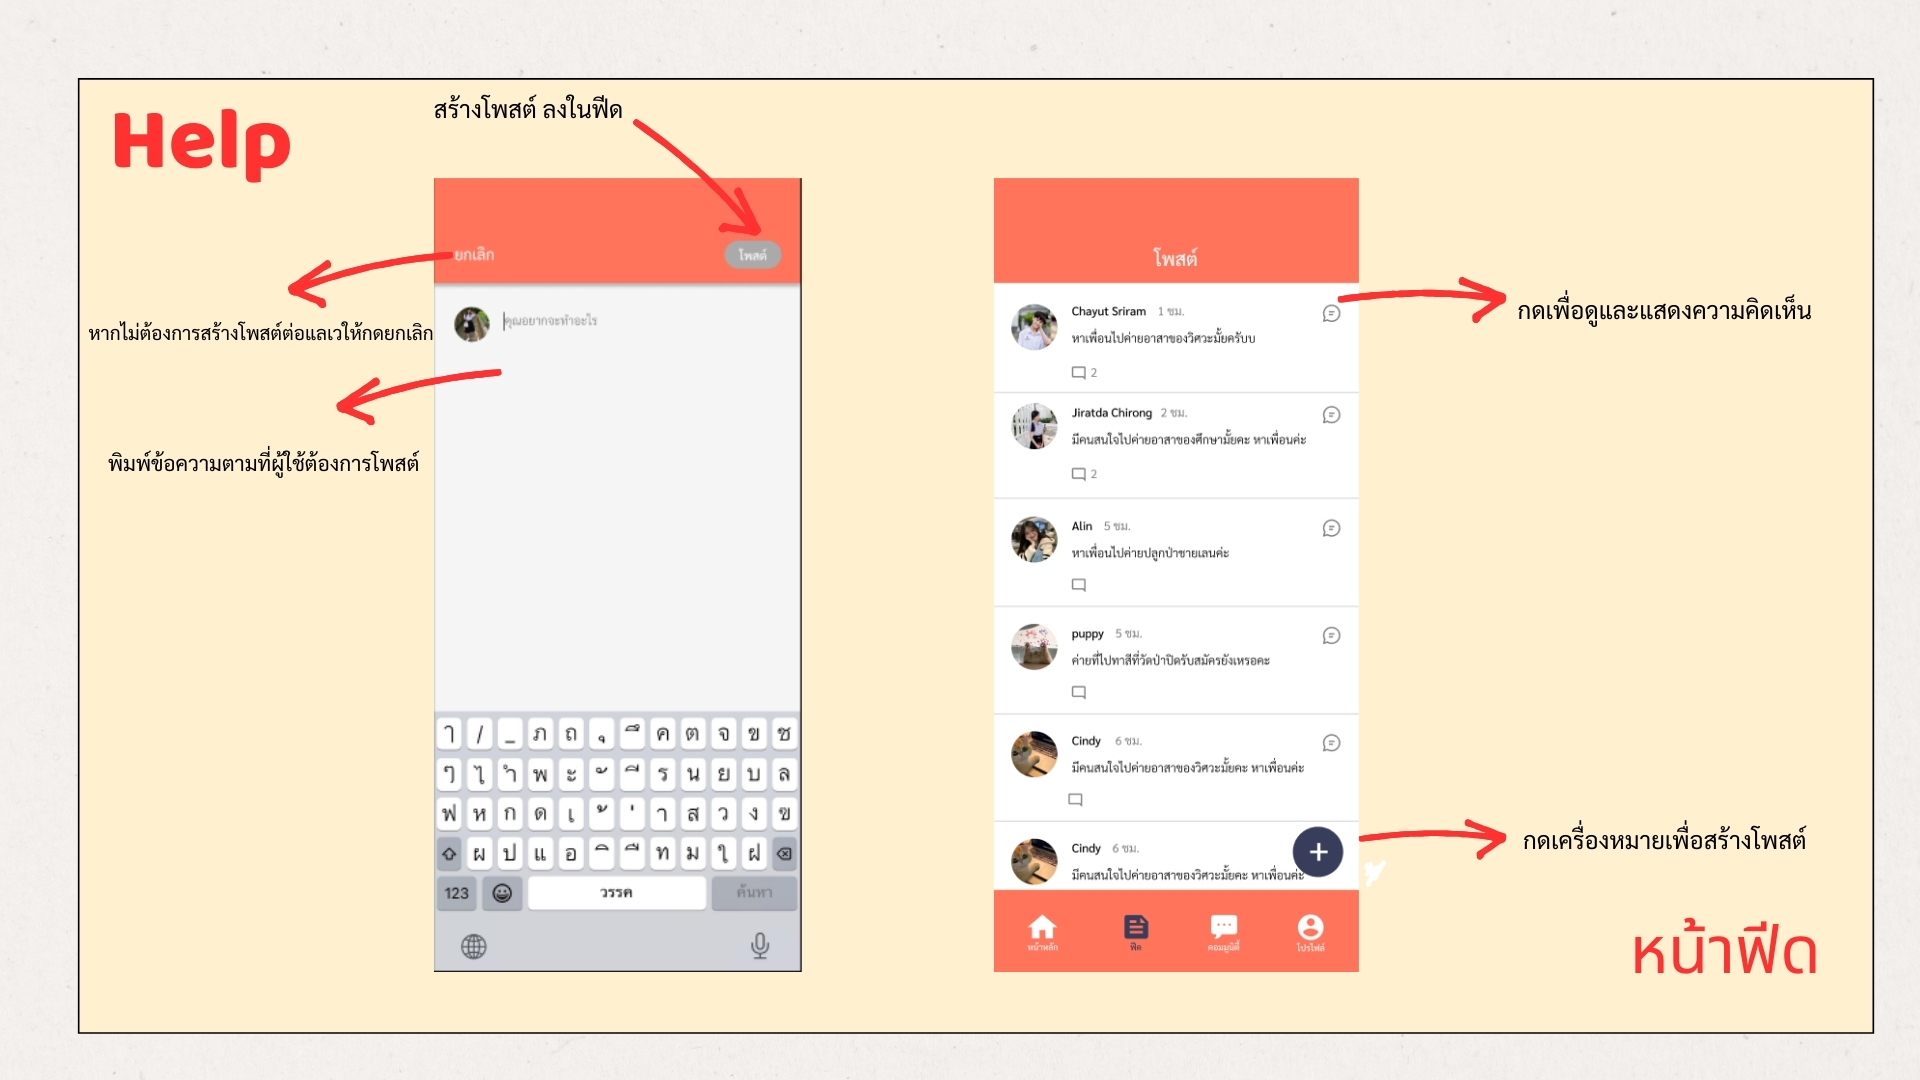 Help
สร้างโพสต์ ลงในฟีด
ยกเลิก
โพสต์
หากไม่ต้องการสร้างโพสต์ต่อแลเวให้กดยกเลิก
คุณอยากจะทำอะไร
พิมพ์ข้อความตามที่ผู้ใช้ต้องการโพสต์
ๅ / _ ภ ถ ุ ึ ค ต จ ข ช
ๆ ไ ำ พ ะ ั ี ร น ย บ ล
ฟ ห ก ด เ ้ ่ า ส ว ง ฃ
ผ ป แ อ ิ ื ท ม ใ ฝ
123 วรรค ค้นหา
โพสต์
Chayut Sriram 1 ชม.
หาเพื่อนไปค่ายอาสาของวิศวะมั้ยครับบ
2
Jiratda Chirong 2 ชม.
มีคนสนใจไปค่ายอาสาของศึกษามั้ยคะ หาเพื่อนค่ะ
2
Alin 5 ชม.
หาเพื่อนไปค่ายปลูกป่าชายเลนค่ะ
puppy 5 ชม.
ค่ายที่ไปทาสีที่วัดป่าปิดรับสมัครยังเหรอคะ
Cindy 6 ชม.
มีคนสนใจไปค่ายอาสาของวิศวะมั้ยคะ หาเพื่อนค่ะ
Cindy 6 ชม.
มีคนสนใจไปค่ายอาสาของวิศวะมั้ยคะ หาเพื่อนค่ะ
หน้าหลัก ฟีด คอมมูนิตี้ โปรไฟล์
กดเพื่อดูและแสดงความคิดเห็น
กดเครื่องหมายเพื่อสร้างโพสต์
หน้าฟีด